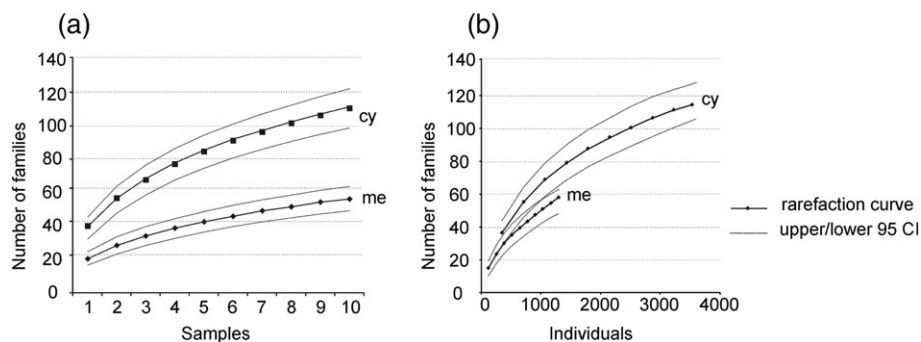 (a)
Number of families
140
120
100
80
60
40
20
0
cy
me
1 2 3 4 5 6 7 8 9 10
Samples
(b)
Number of families
140
120
100
80
60
40
20
0
cy
me
0 1000 2000 3000 4000
Individuals
rarefaction curve
upper/lower 95 CI